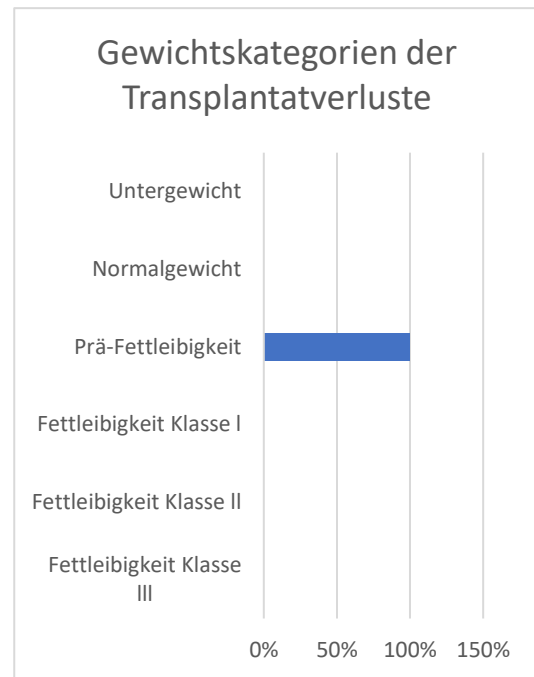 Gewichtskategorien der
Transplantatverluste
Untergewicht
Normalgewicht
Prä-Fettleibigkeit
Fettleibigkeit Klasse l
Fettleibigkeit Klasse ll
Fettleibigkeit Klasse
lll
0% 50% 100% 150%